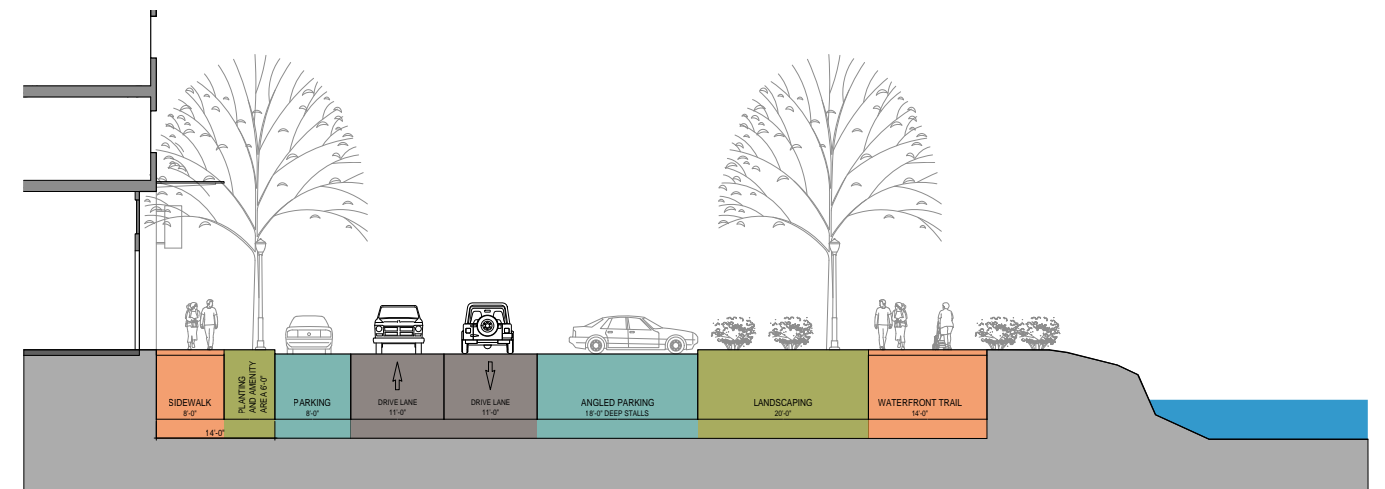 SIDEWALK
8'-0"
PLANTING
AND AMENITY
AREA 6'-0"
PARKING
8'-0"
DRIVE LANE
11'-0"
DRIVE LANE
11'-0"
ANGLED PARKING
18'-0" DEEP STALLS
LANDSCAPING
20'-0"
WATERFRONT TRAIL
14'-0"
14'-0"